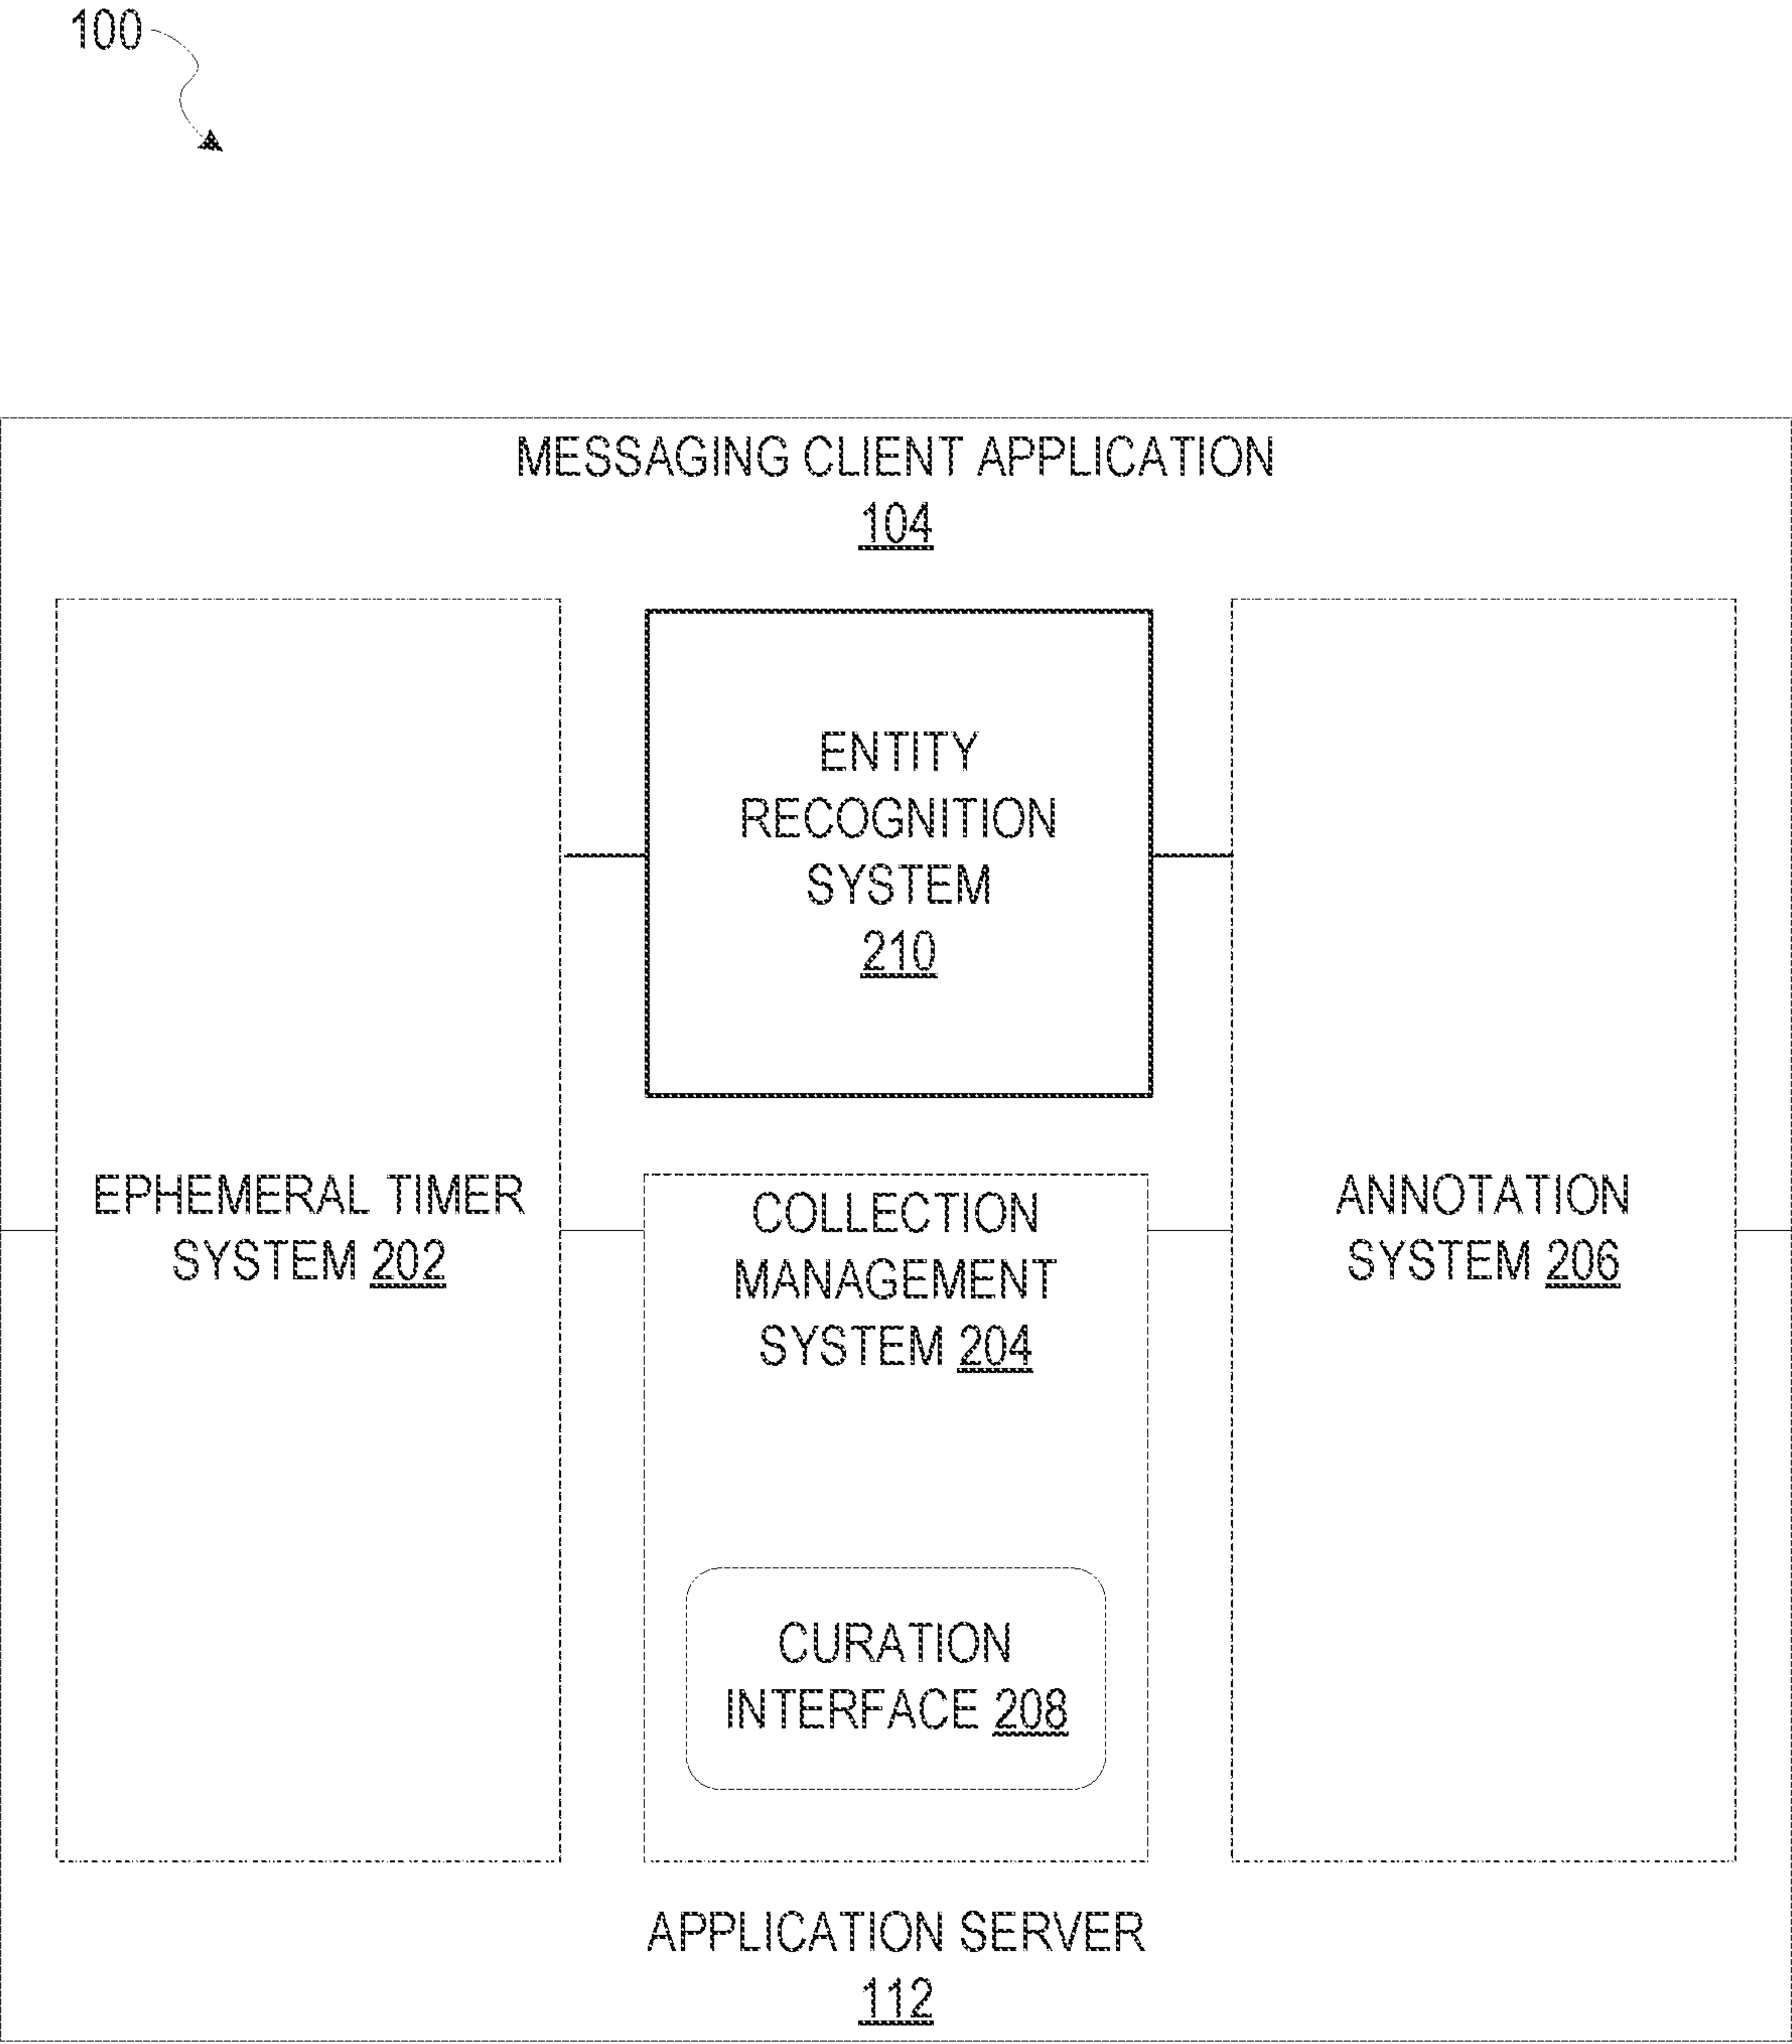 100
MESSAGING CLIENT APPLICATION
104
ENTITY
RECOGNITION
SYSTEM
210
EPHEMERAL TIMER
SYSTEM 202
COLLECTION
MANAGEMENT
SYSTEM 204
ANNOTATION
SYSTEM 206
CURATION
INTERFACE 208
APPLICATION SERVER
112